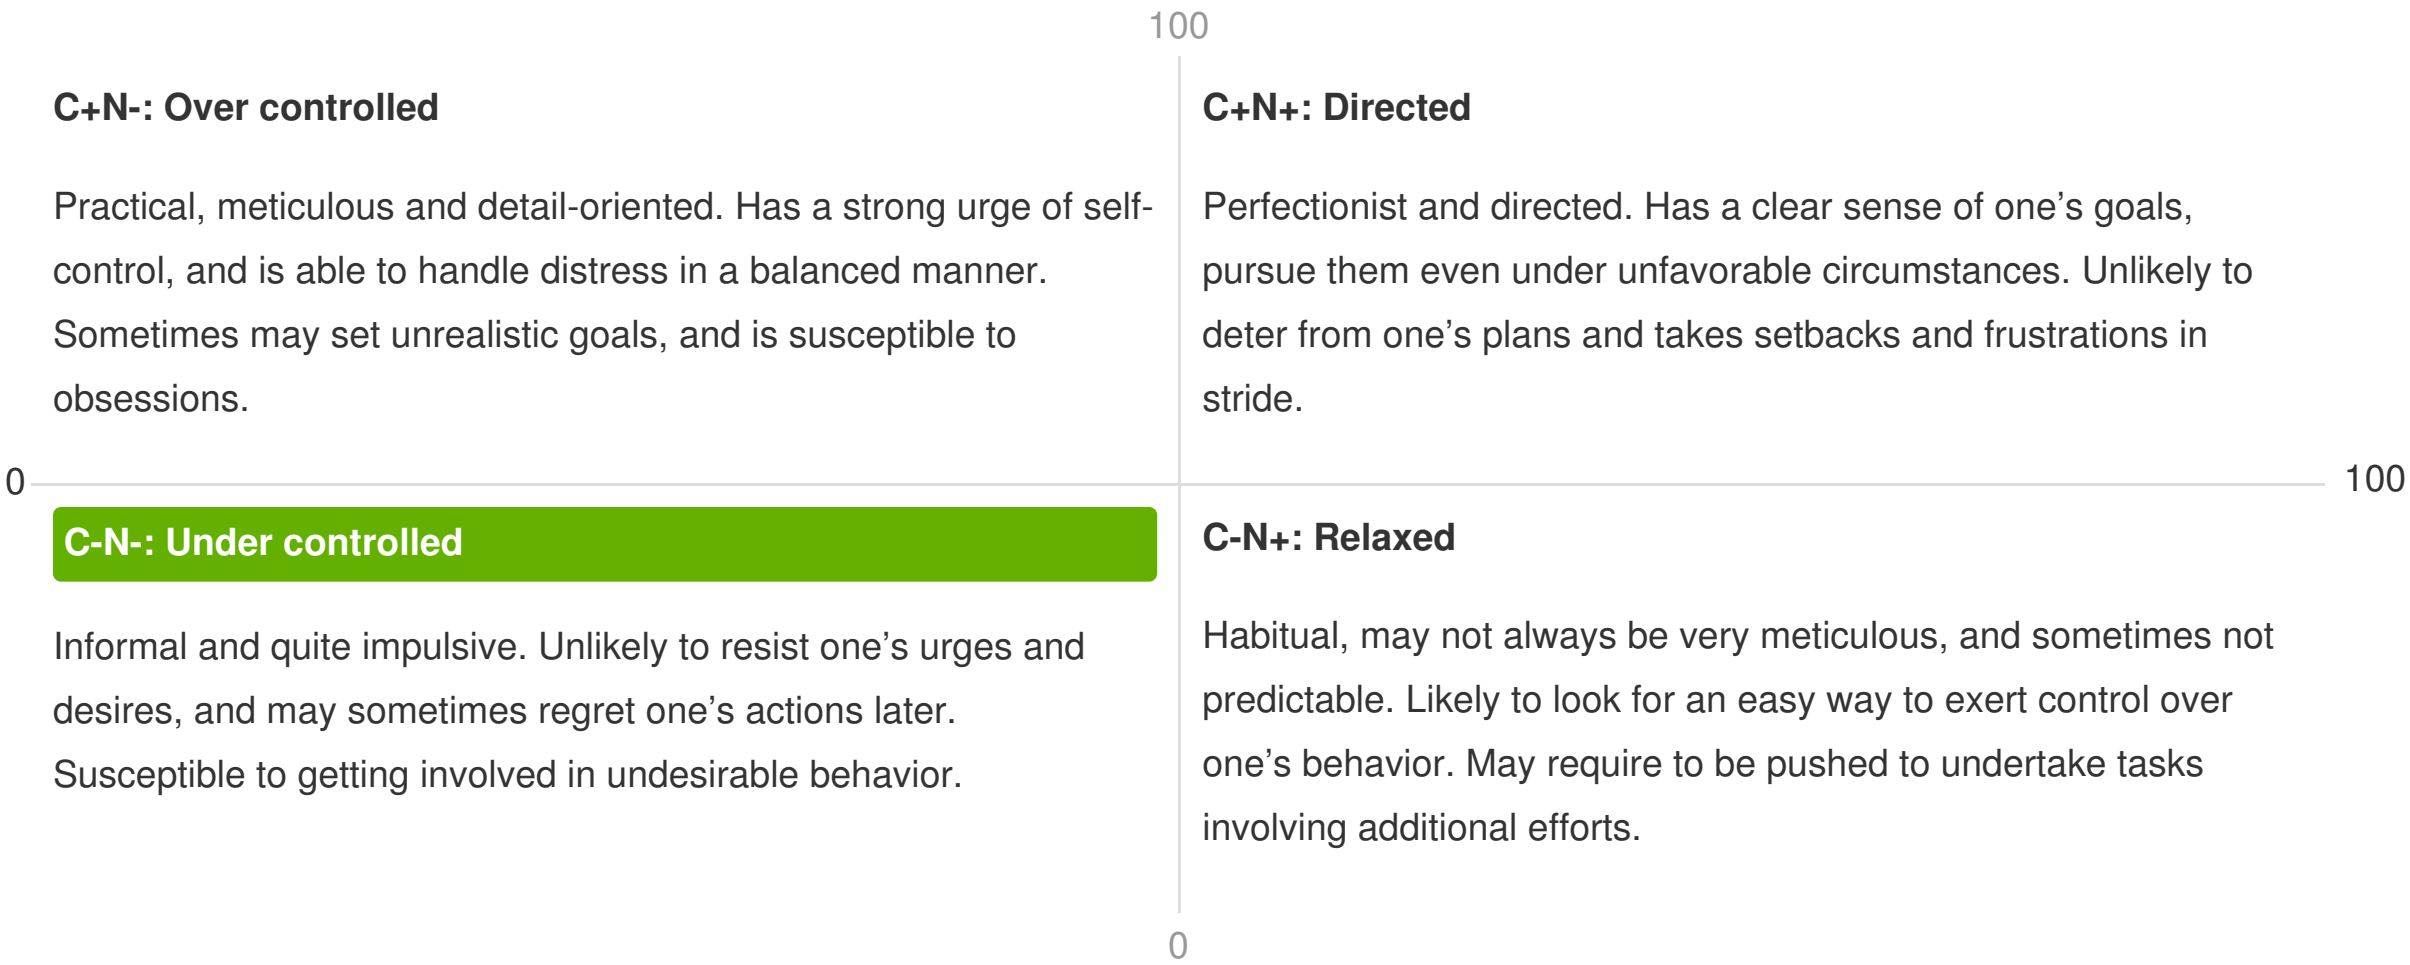 100
C+N-: Over controlled
Practical, meticulous and detail-oriented. Has a strong urge of self-
control, and is able to handle distress in a balanced manner.
Sometimes may set unrealistic goals, and is susceptible to
obsessions.
C+N+: Directed
Perfectionist and directed. Has a clear sense of one’s goals,
pursue them even under unfavorable circumstances. Unlikely to
deter from one’s plans and takes setbacks and frustrations in
stride.
0
100
C-N-: Under controlled
Informal and quite impulsive. Unlikely to resist one’s urges and
desires, and may sometimes regret one’s actions later.
Susceptible to getting involved in undesirable behavior.
C-N+: Relaxed
Habitual, may not always be very meticulous, and sometimes not
predictable. Likely to look for an easy way to exert control over
one’s behavior. May require to be pushed to undertake tasks
involving additional efforts.
0